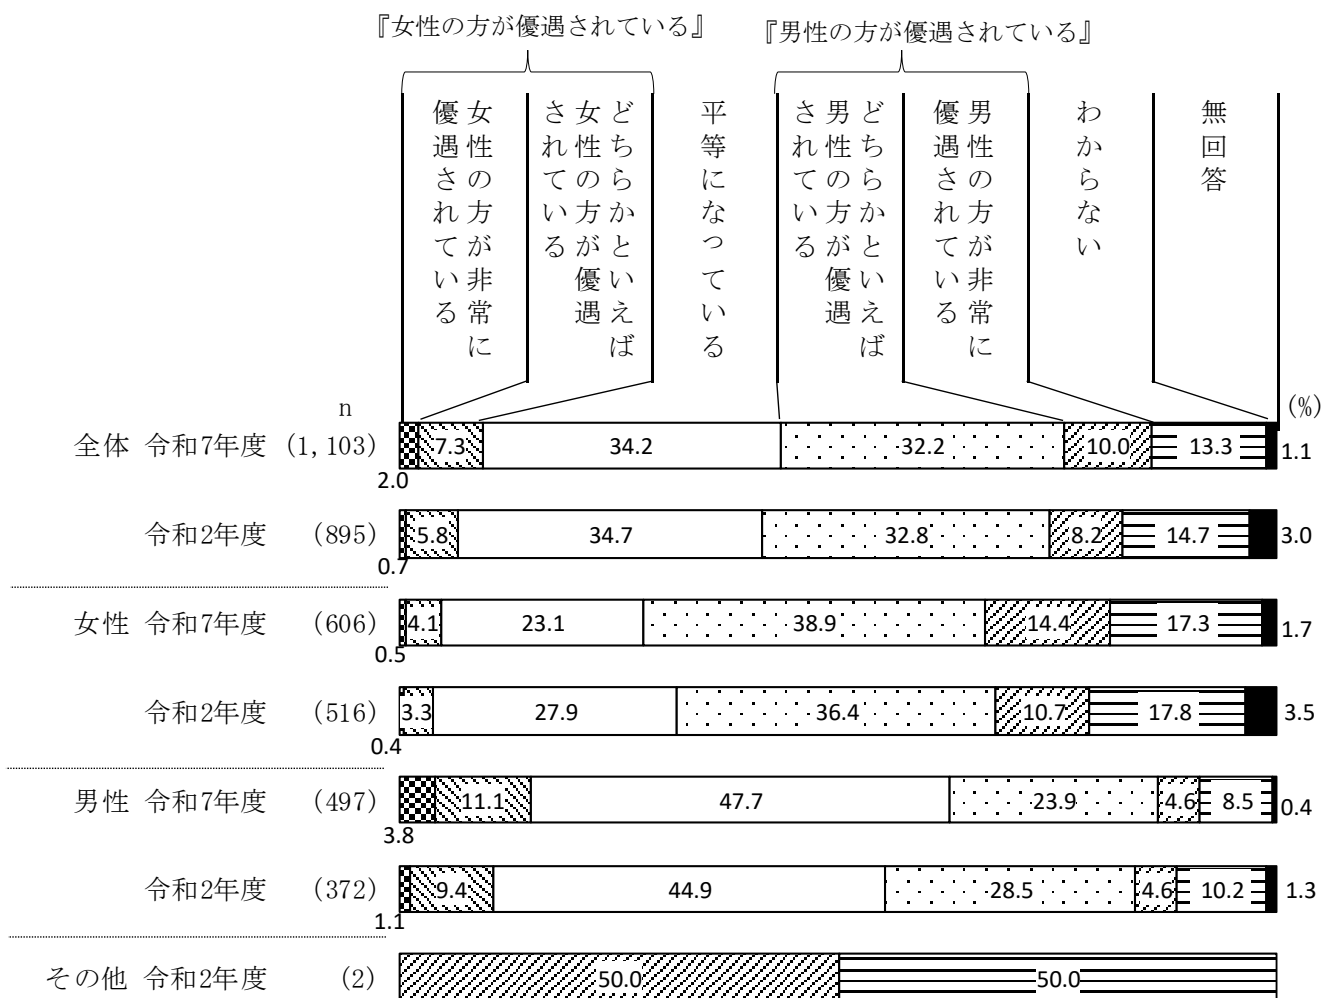 『女性の方が優遇されている』
『男性の方が優遇されている』
女性の方が非常に
優遇されている
どちらかといえば
女性の方が優遇
されている
平等になっている
どちらかといえば
男性の方が優遇
されている
男性の方が非常に
優遇されている
わからない
無回答
n
(%)
全体 令和7年度 (1,103) 2.0 7.3 34.2 32.2 10.0 13.3 1.1
令和2年度 (895) 0.7 5.8 34.7 32.8 8.2 14.7 3.0
女性 令和7年度 (606) 0.5 4.1 23.1 38.9 14.4 17.3 1.7
令和2年度 (516) 0.4 3.3 27.9 36.4 10.7 17.8 3.5
男性 令和7年度 (497) 3.8 11.1 47.7 23.9 4.6 8.5 0.4
令和2年度 (372) 1.1 9.4 44.9 28.5 4.6 10.2 1.3
その他 令和2年度 (2) 50.0 50.0